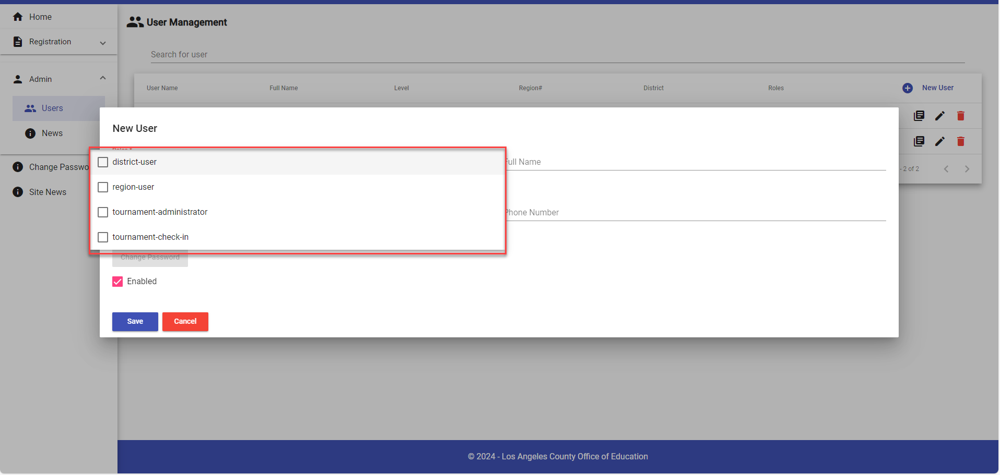 Home
Registration
Admin
Users
News
Change Passwo
Site News
User Management
Search for user
User Name Full Name Level Region# District Roles New User
- 2 of 2
New User
Roles *
district-user
region-user
tournament-administrator
tournament-check-in
Full Name
Phone Number
Change Password
Enabled
Save Cancel
© 2024 - Los Angeles County Office of Education